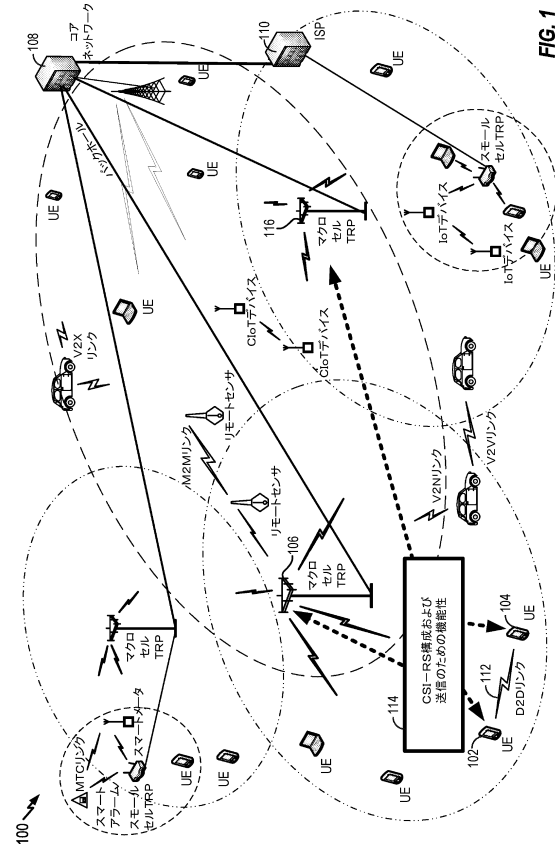 100
MTCリンク
スマート
アラーム
スモール
セルTRP
スマートメータ
マクロ
セル
TRP
UE
UE
UE
UE
V2X
リンク
UE
UE
UE
バックホール
108
コア
ネットワーク
UE
110
ISP
UE
116
マクロセル
TRP
CIoTデバイス
CIoTデバイス
M2Mリンク
リモートセンサ
リモートセンサ
106
マクロ
セル
TRP
スモール
セルTRP
IoTデバイス
IoTデバイス
UE
V2Nリンク
V2Vリンク
114
CSI-RS構成および
送信のための機能性
102
UE
112
D2Dリンク
104
UE
FIG. 1